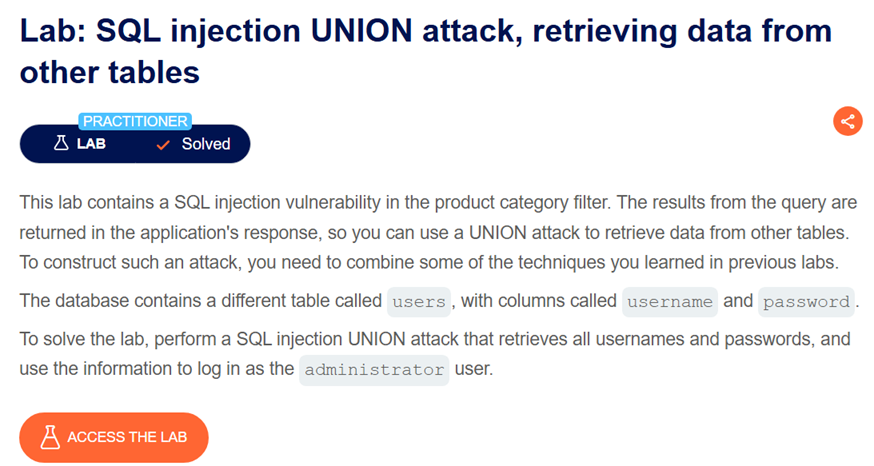 Lab: SQL injection UNION attack, retrieving data from
other tables
PRACTITIONER
LAB Solved
This lab contains a SQL injection vulnerability in the product category filter. The results from the query are
returned in the application's response, so you can use a UNION attack to retrieve data from other tables.
To construct such an attack, you need to combine some of the techniques you learned in previous labs.
The database contains a different table called users, with columns called username and password.
To solve the lab, perform a SQL injection UNION attack that retrieves all usernames and passwords, and
use the information to log in as the administrator user.
ACCESS THE LAB